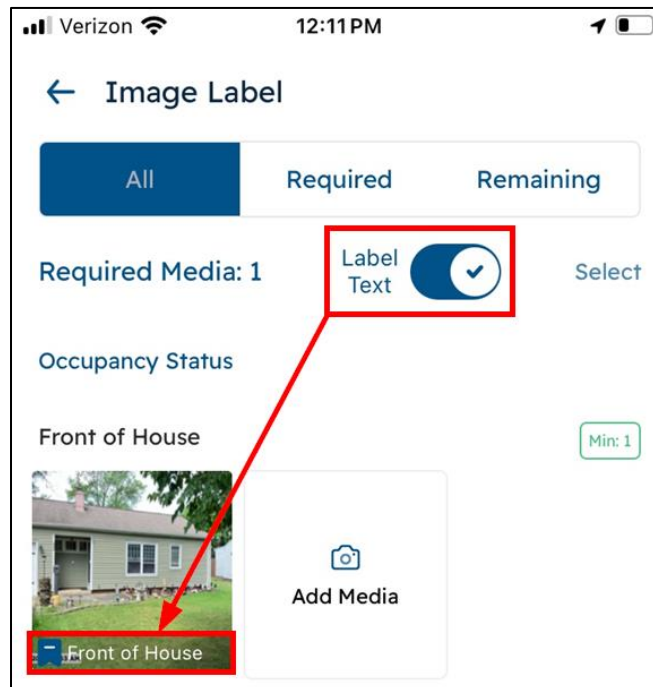 Verizon 12:11 PM
Image Label
All Required Remaining
Required Media: 1 Label Text Select
Occupancy Status
Front of House Min: 1
Add Media
Front of House